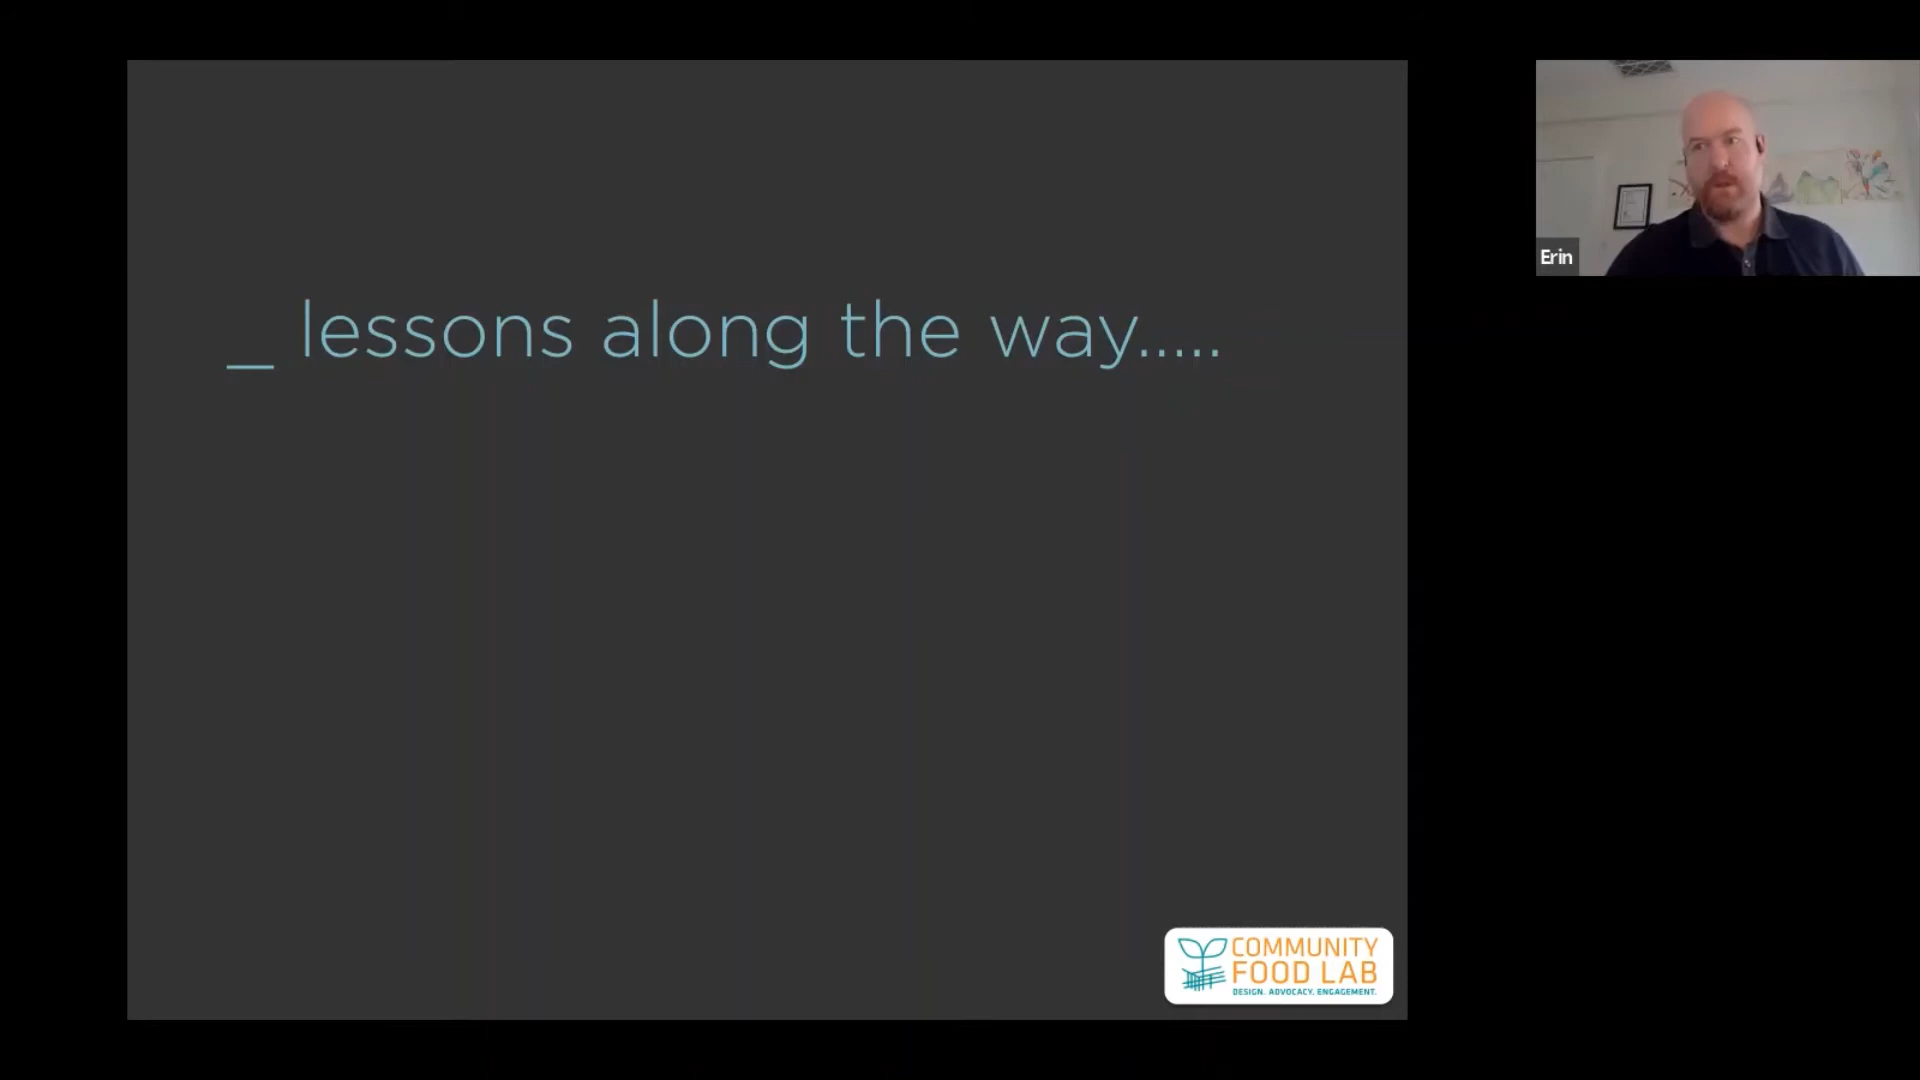 _ lessons along the way.....
COMMUNITY
FOOD LAB
DESIGN. ADVOCACY. ENGAGEMENT.
Erin